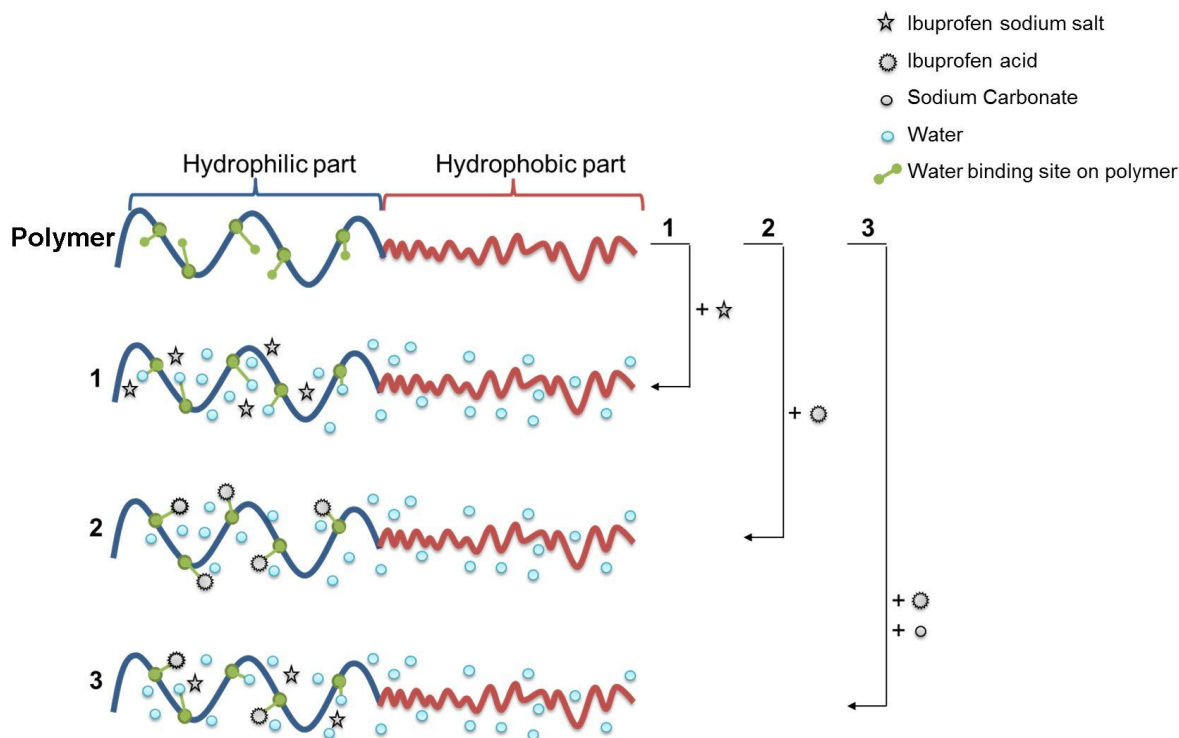 Ibuprofen sodium salt
Ibuprofen acid
Sodium Carbonate
Water
Water binding site on polymer
Hydrophilic part Hydrophobic part
Polymer 1 2 3
+
1
+
2
+
+
3